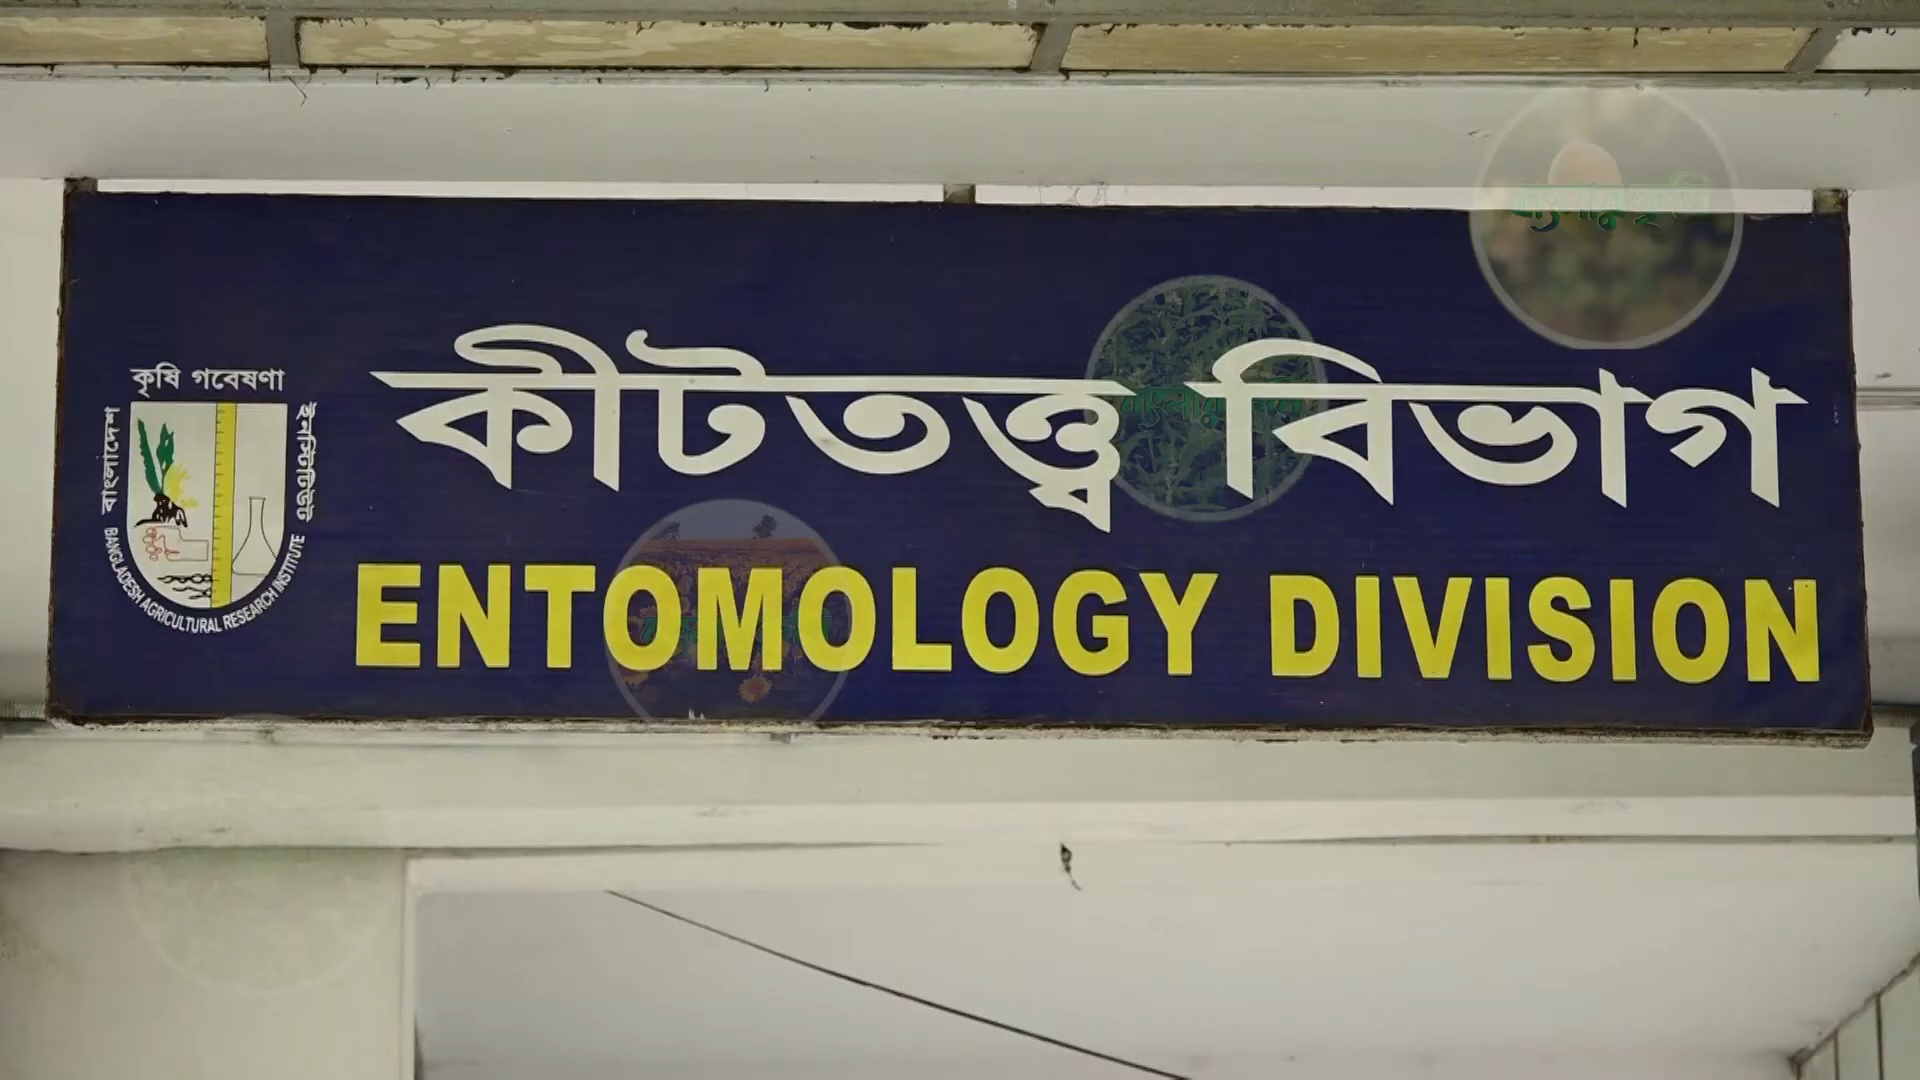 কৃষি গবেষণা
বাংলাদেশ
ইনস্টিটিউট
BANGLADESH AGRICULTURAL RESEARCH INSTITUTE
কীটতত্ত্ব বিভাগ
ENTOMOLOGY DIVISION
বাংলার কৃষি